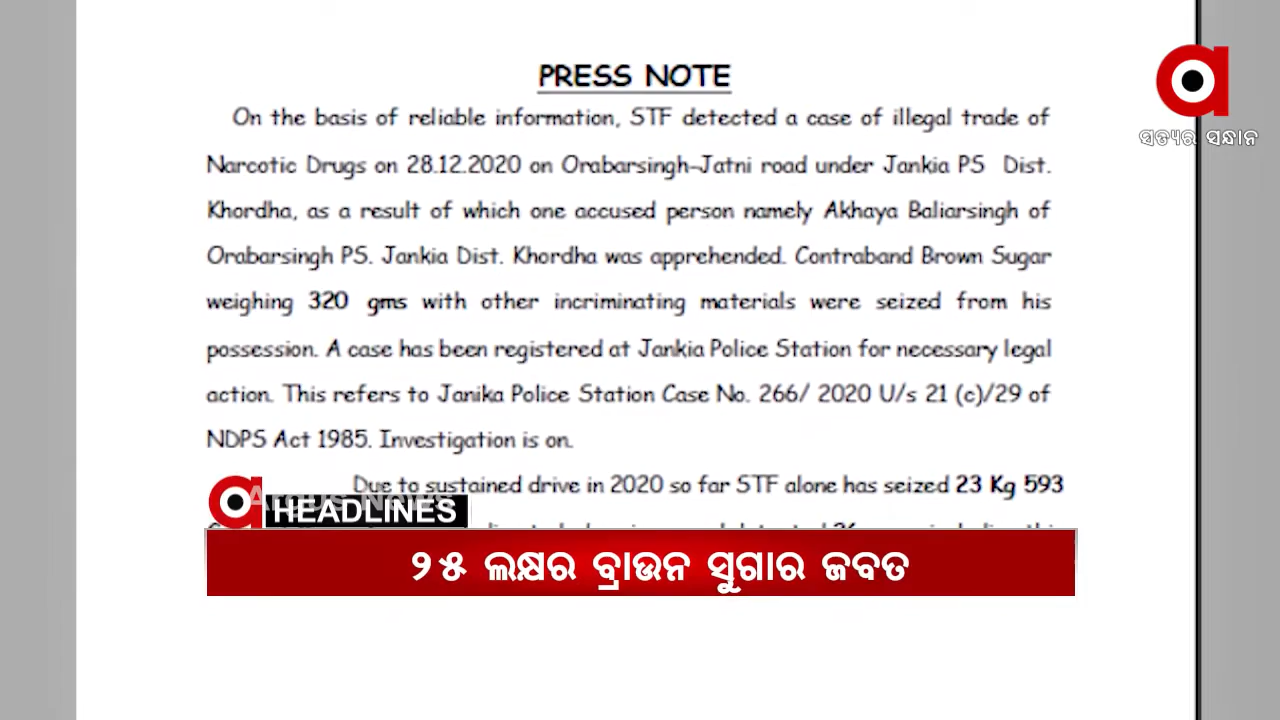 PRESS NOTE
On the basis of reliable information, STF detected a case of illegal trade of
ସତ୍ୟର ସନ୍ଧାନ
Narcotic Drugs on 28.12.2020 on Orabarsingh-Jatni road under Jankia PS Dist.
Khordha, as a result of which one accused person namely Akhaya Baliarsingh of
Orabarsingh PS. Jankia Dist. Khordha was apprehended. Contraband Brown Sugar
weighing 320 gms with other incriminating materials were seized from his
possession. A case has been registered at Jankia Police Station for necessary legal
action. This refers to Janika Police Station Case No. 266/ 2020 U/s 21 (c)/29 of
NDPS Act 1985. Investigation is on.
Due to sustained drive in 2020 so far STF alone has seized 23 Kg 593
HEADLINES
୨୫ ଲକ୍ଷର ବ୍ରାଉନ ସୁଗାର ଜବତ